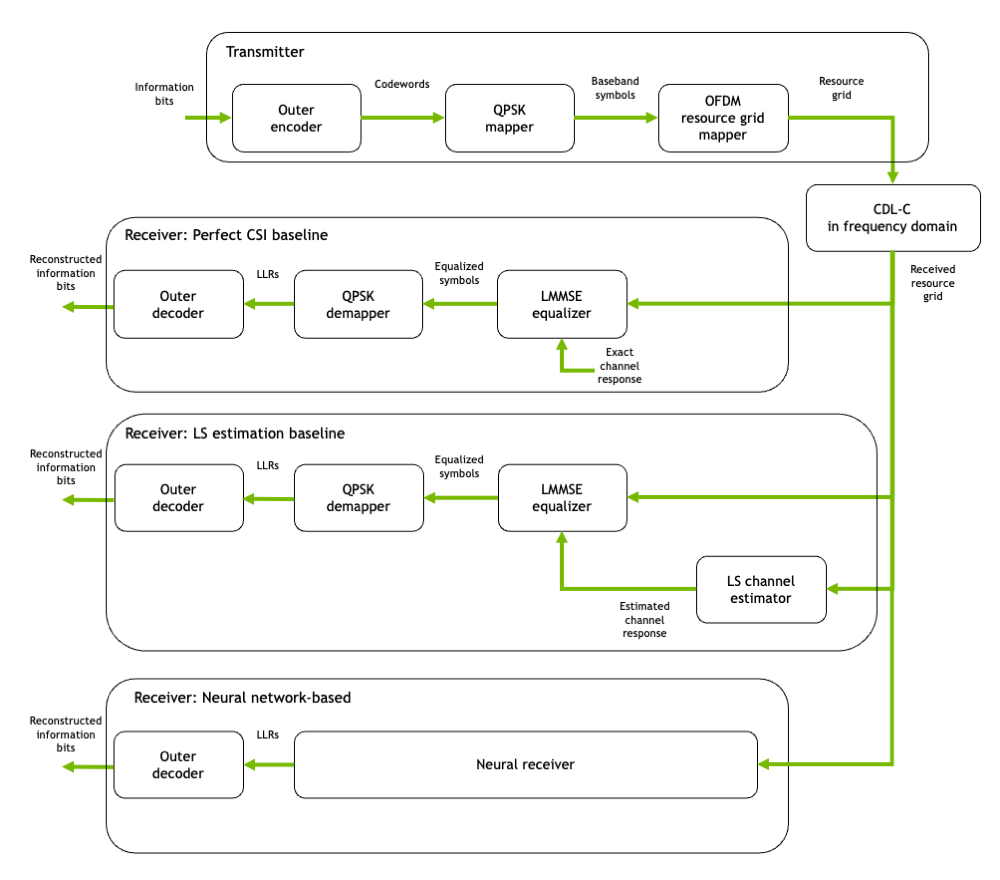 Transmitter
Information
bits
Outer
encoder
Codewords
QPSK
mapper
Baseband
symbols
OFDM
resource grid
mapper
Resource
grid
CDL-C
in frequency domain
Received
resource
grid
Receiver: Perfect CSI baseline
Reconstructed
information
bits
Outer
decoder
LLRs
QPSK
demapper
Equalized
symbols
LMMSE
equalizer
Exact
channel
response
Receiver: LS estimation baseline
Reconstructed
information
bits
Outer
decoder
LLRs
QPSK
demapper
Equalized
symbols
LMMSE
equalizer
LS channel
estimator
Estimated
channel
response
Receiver: Neural network-based
Reconstructed
information
bits
Outer
decoder
LLRs
Neural receiver